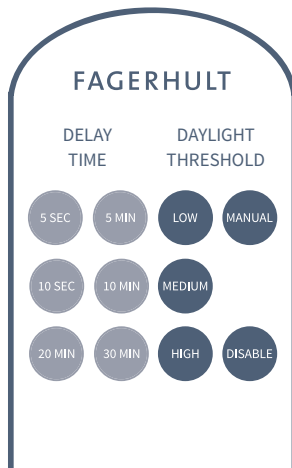 FAGERHULT
DELAY
TIME
DAYLIGHT
THRESHOLD
5 SEC 5 MIN LOW MANUAL
10 SEC 10 MIN MEDIUM
20 MIN 30 MIN HIGH DISABLE